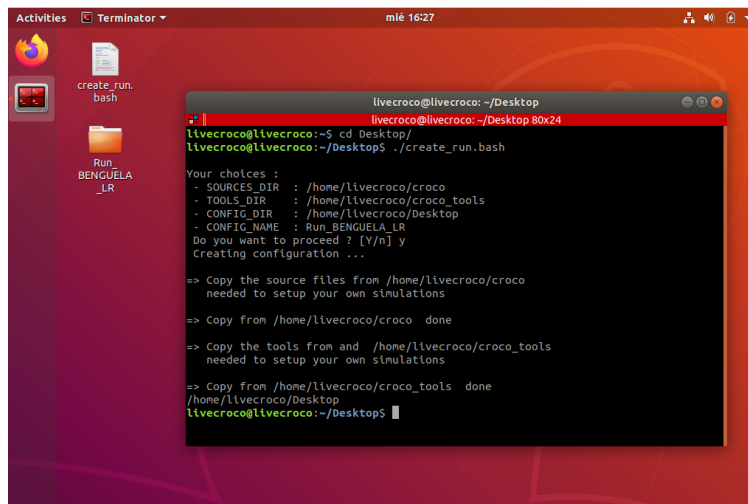 Activities Terminator mié 16:27
create_run.
bash
Run_
BENGUELA
_LR
livecroco@livecroco: ~/Desktop
livecroco@livecroco: ~/Desktop 80x24
livecroco@livecroco:~$ cd Desktop/
livecroco@livecroco:~/Desktop$ ./create_run.bash
Your choices :
- SOURCES_DIR : /home/livecroco/croco
- TOOLS_DIR : /home/livecroco/croco_tools
- CONFIG_DIR : /home/livecroco/Desktop
- CONFIG_NAME : Run_BENGUELA_LR
Do you want to proceed ? [Y/n] y
Creating configuration ...
=> Copy the source files from /home/livecroco/croco
needed to setup your own simulations
=> Copy from /home/livecroco/croco done
=> Copy the tools from and /home/livecroco/croco_tools
needed to setup your own simulations
=> Copy from /home/livecroco/croco_tools done
/home/livecroco/Desktop
livecroco@livecroco:~/Desktop$